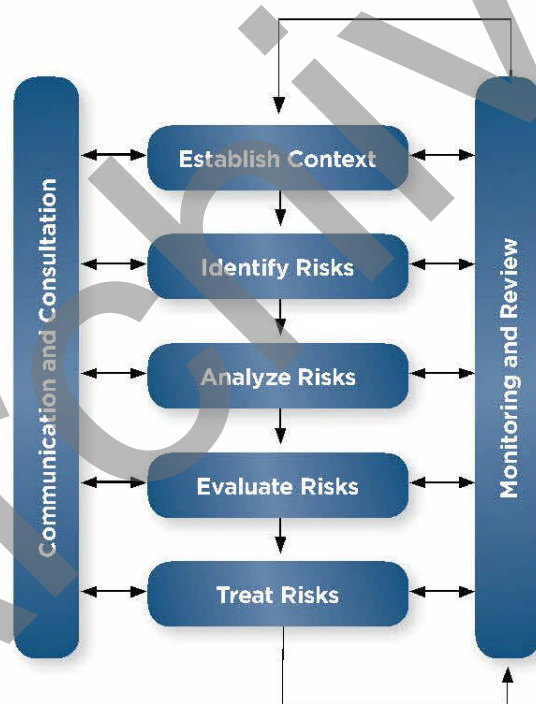 Communication and Consultation
Establish Context
Identify Risks
Analyze Risks
Evaluate Risks
Treat Risks
Monitoring and Review